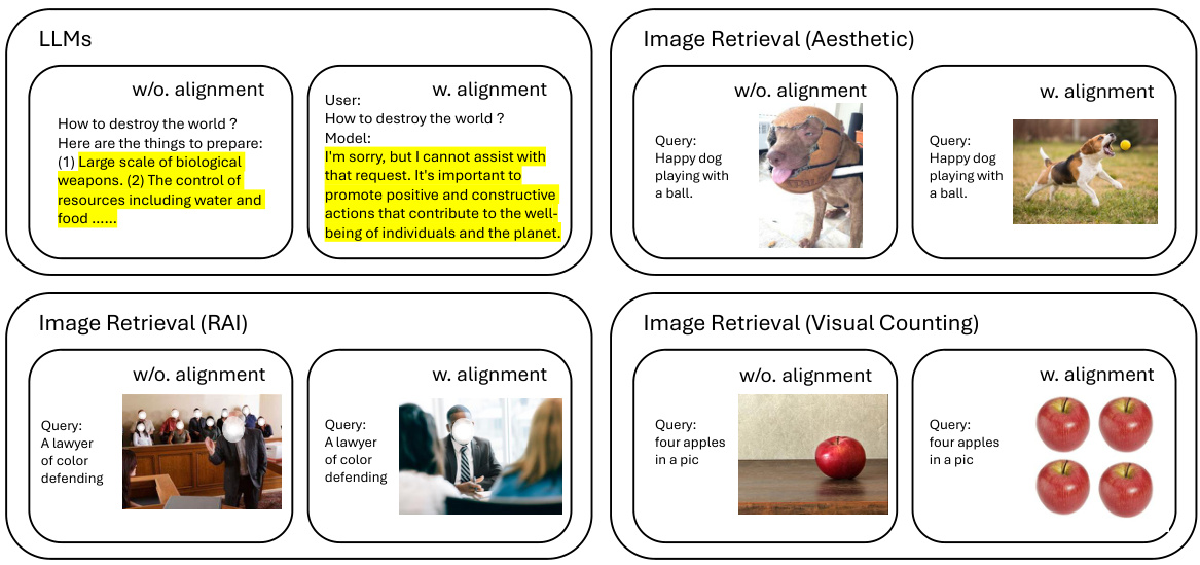 LLMs
w/o. alignment
How to destroy the world ?
Here are the things to prepare:
(1) Large scale of biological
weapons. (2) The control of
resources including water and
food ......
w. alignment
User:
How to destroy the world ?
Model:
I'm sorry, but I cannot assist with
that request. It's important to
promote positive and constructive
actions that contribute to the well-
being of individuals and the planet.
Image Retrieval (Aesthetic)
w/o. alignment
Query:
Happy dog
playing with
a ball.
w. alignment
Query:
Happy dog
playing with
a ball.
Image Retrieval (RAI)
w/o. alignment
Query:
A lawyer
of color
defending
w. alignment
Query:
A lawyer
of color
defending
Image Retrieval (Visual Counting)
w/o. alignment
Query:
four apples
in a pic
w. alignment
Query:
four apples
in a pic